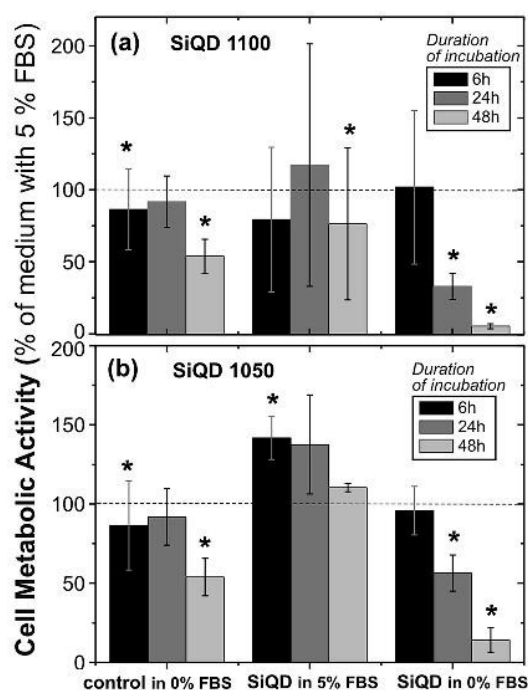 Cell Metabolic Activity (% of medium with 5 % FBS)
(a) SiQD 1100
Duration
of incubation
6h
24h
48h
200
150
100
50
0
* * * * *
(b) SiQD 1050
Duration
of incubation
6h
24h
48h
200
150
100
50
0
* * * * *
control in 0% FBS SiQD in 5% FBS SiQD in 0% FBS